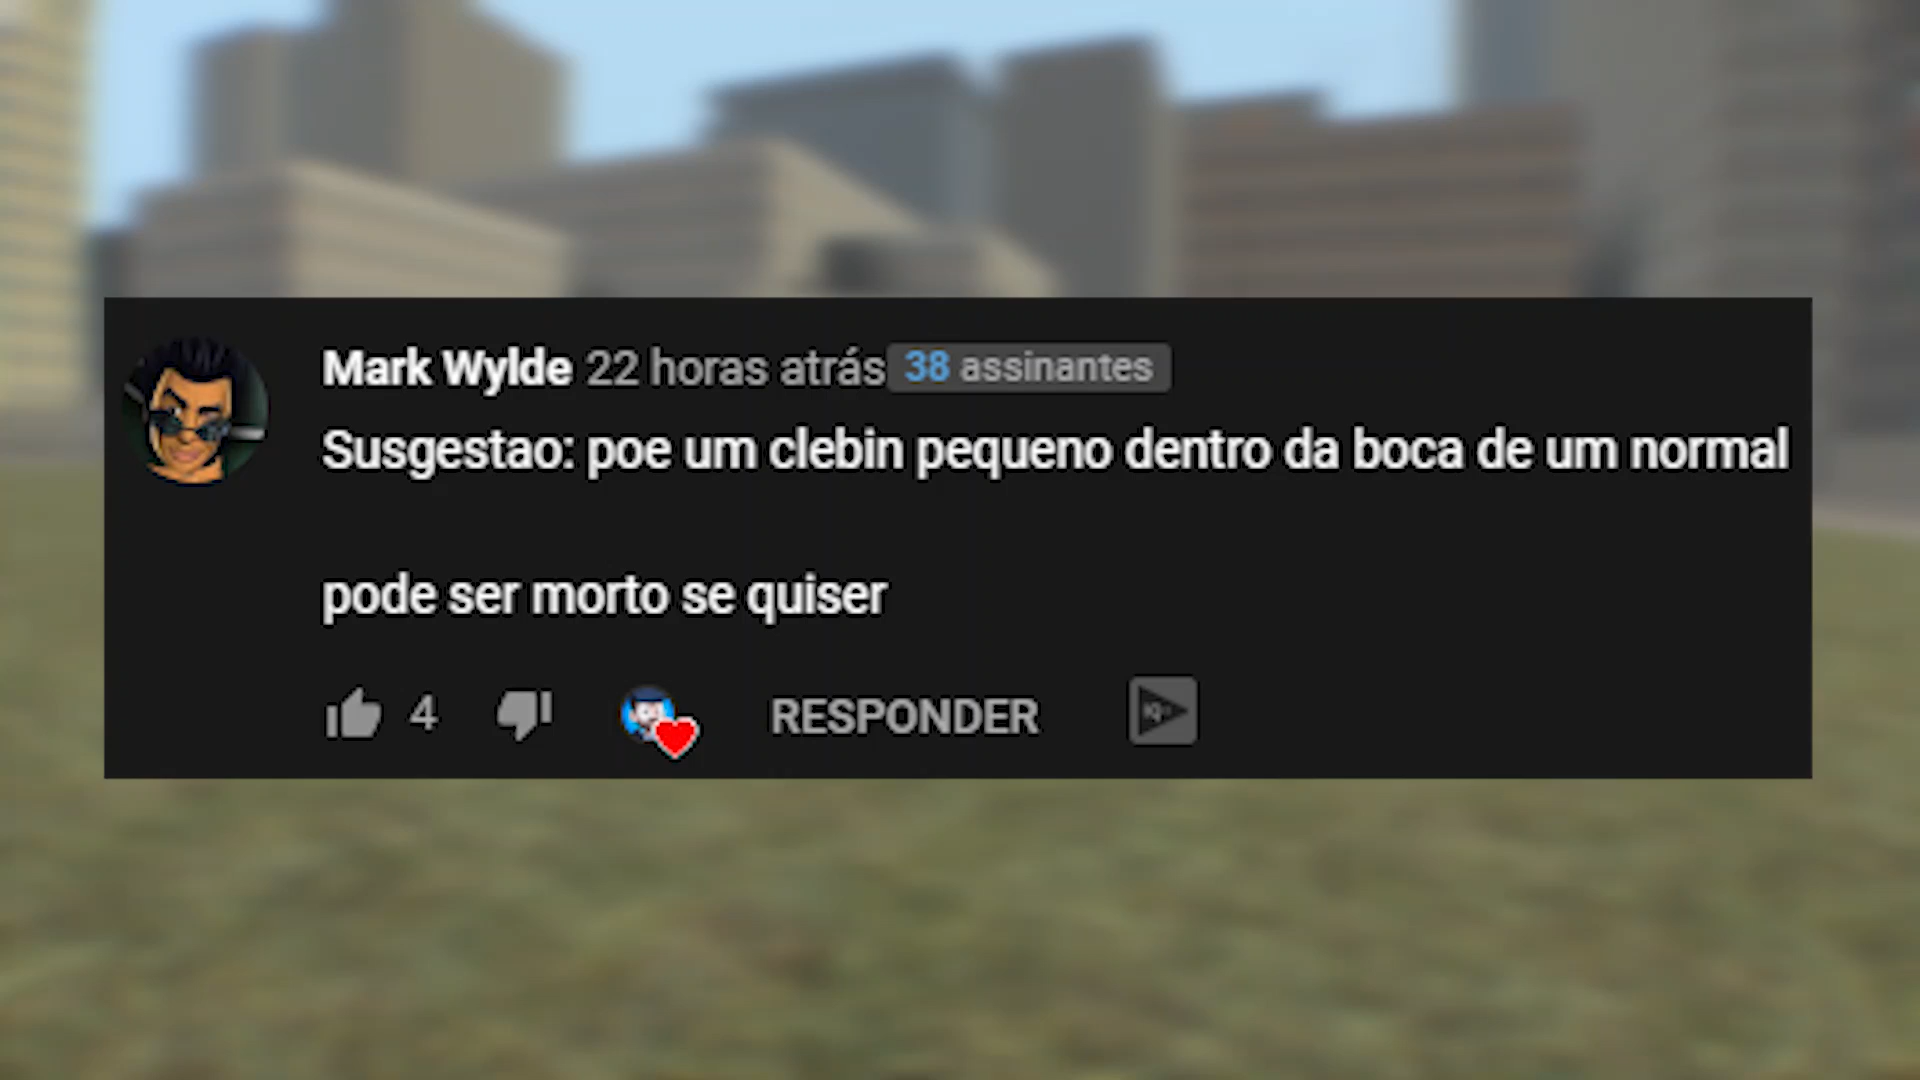 Mark Wylde 22 horas atrás 38 assinantes
Susgestao: poe um clebin pequeno dentro da boca de um normal
pode ser morto se quiser
4 RESPONDER